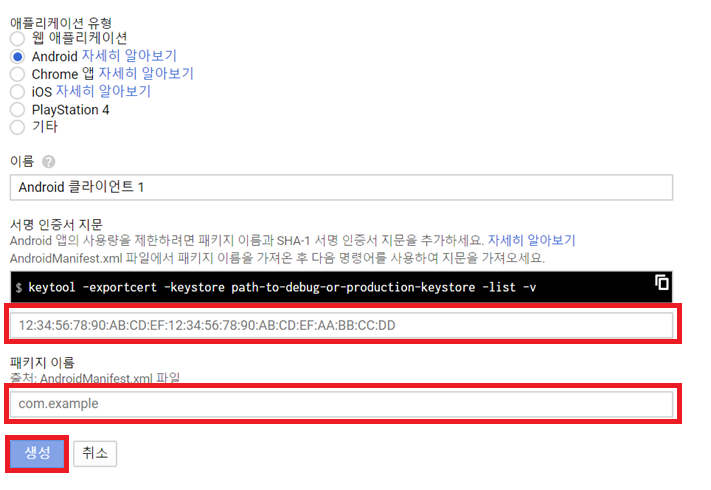 애플리케이션 유형
웹 애플리케이션
Android 자세히 알아보기
Chrome 앱 자세히 알아보기
iOS 자세히 알아보기
PlayStation 4
기타
이름 ?
Android 클라이언트 1
서명 인증서 지문
Android 앱의 사용량을 제한하려면 패키지 이름과 SHA-1 서명 인증서 지문을 추가하세요. 자세히 알아보기
AndroidManifest.xml 파일에서 패키지 이름을 가져온 후 다음 명령어를 사용하여 지문을 가져오세요.
$ keytool -exportcert -keystore path-to-debug-or-production-keystore -list -v
12:34:56:78:90:AB:CD:EF:12:34:56:78:90:AB:CD:EF:AA:BB:CC:DD
패키지 이름
출처: AndroidManifest.xml 파일
com.example
생성 취소